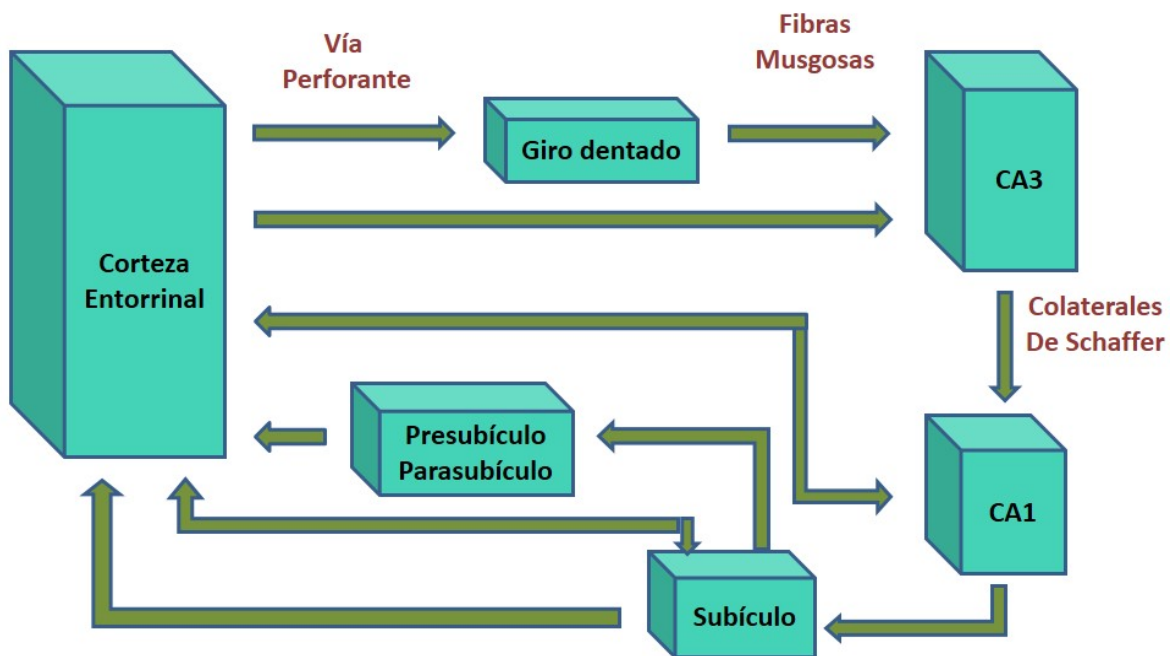 Vía
Perforante
Fibras
Musgosas
Giro dentado
CA3
Corteza
Entorrinal
Colaterales
De Schaffer
Presubículo
Parasubículo
CA1
Subículo